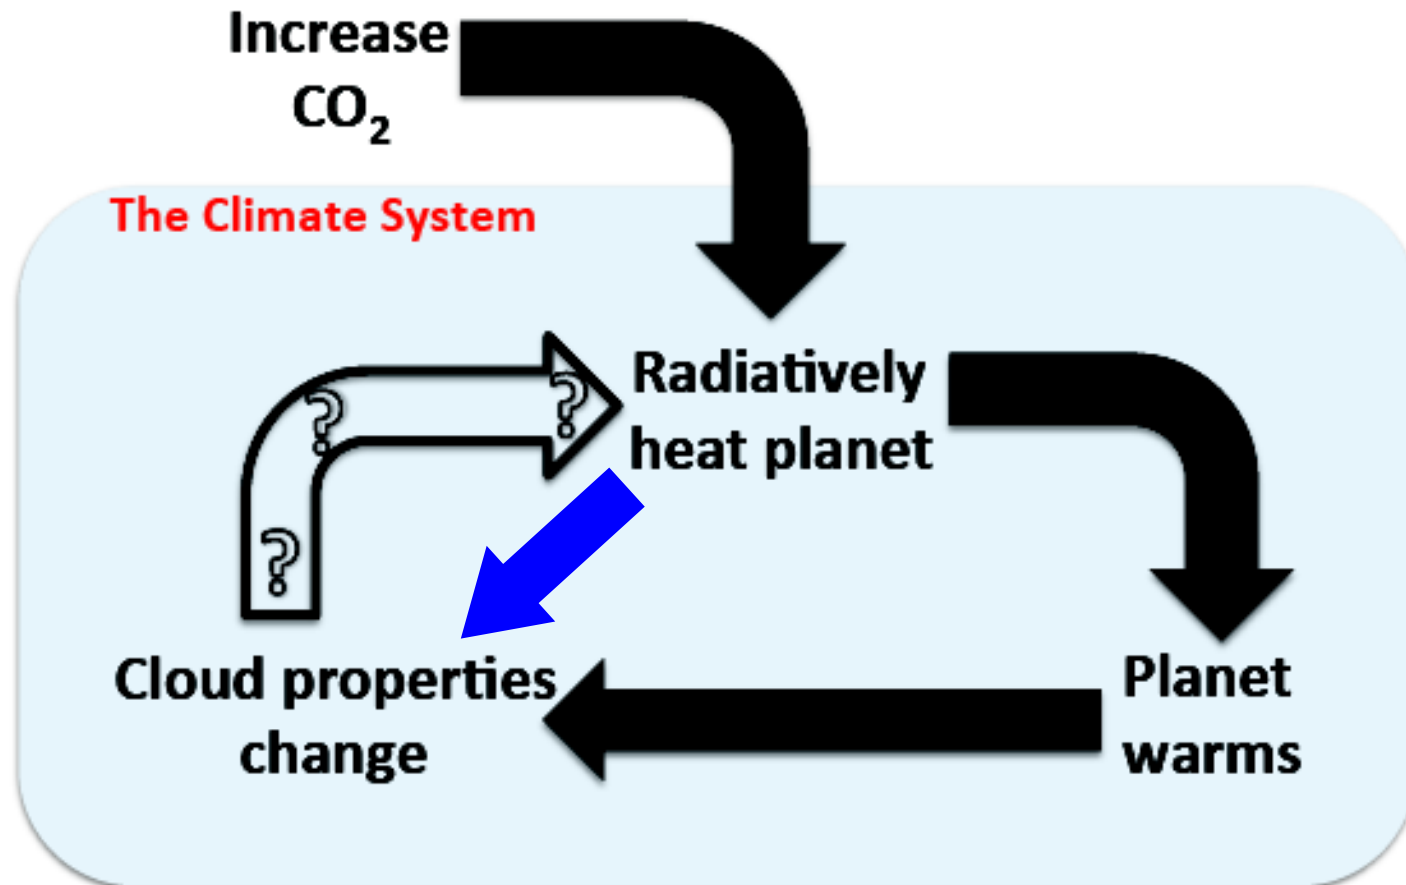 Increase
CO₂
The Climate System
Radiatively
heat planet
?
?
?
Cloud properties
change
Planet
warms